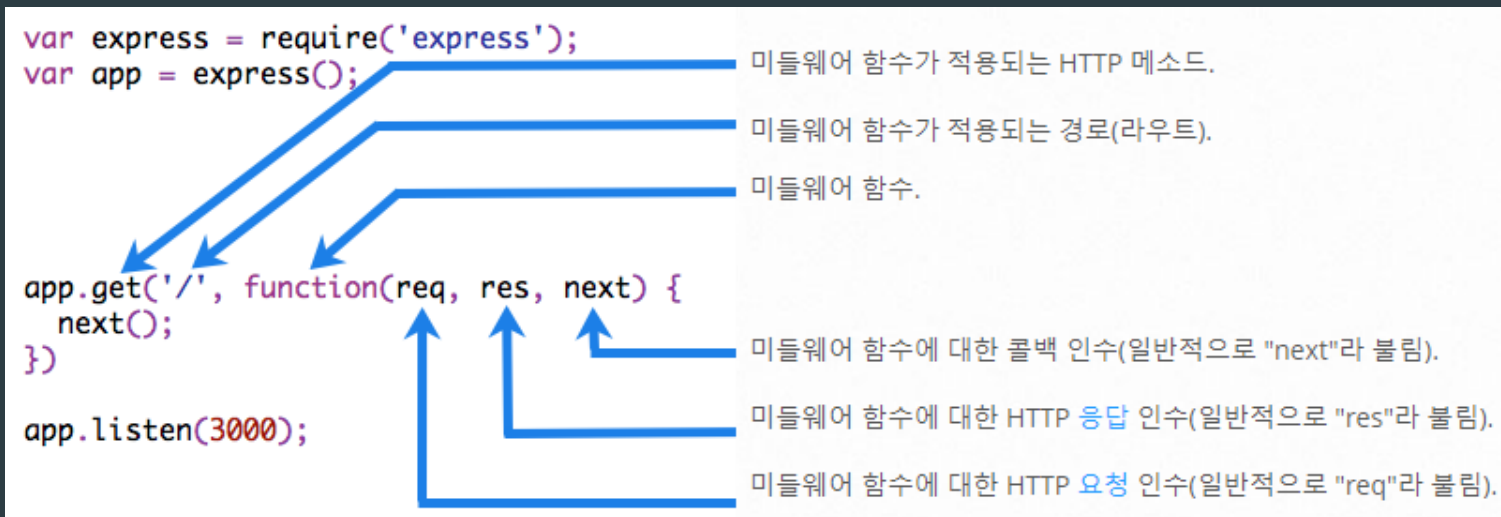 var express = require('express');
var app = express();
미들웨어 함수가 적용되는 HTTP 메소드.
미들웨어 함수가 적용되는 경로(라우트).
미들웨어 함수.
app.get('/', function(req, res, next) {
  next();
})
app.listen(3000);
미들웨어 함수에 대한 콜백 인수(일반적으로 "next"라 불림).
미들웨어 함수에 대한 HTTP 응답 인수(일반적으로 "res"라 불림).
미들웨어 함수에 대한 HTTP 요청 인수(일반적으로 "req"라 불림).